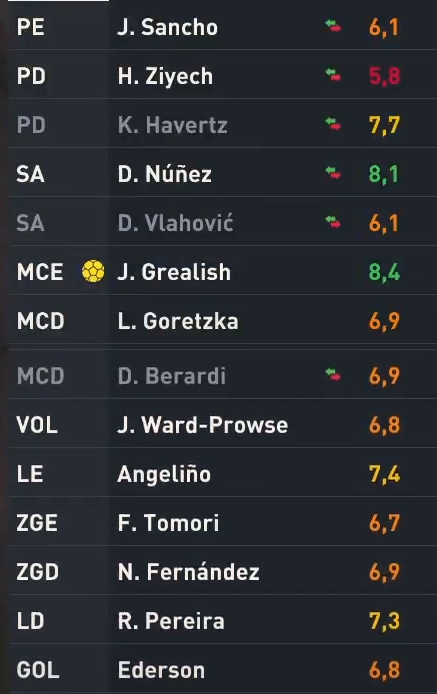 PE J. Sancho 6,1
PD H. Ziyech 5,8
PD K. Havertz 7,7
SA D. Núñez 8,1
SA D. Vlahović 6,1
MCE J. Grealish 8,4
MCD L. Goretzka 6,9
MCD D. Berardi 6,9
VOL J. Ward-Prowse 6,8
LE Angeliño 7,4
ZGE F. Tomori 6,7
ZGD N. Fernández 6,9
LD R. Pereira 7,3
GOL Ederson 6,8